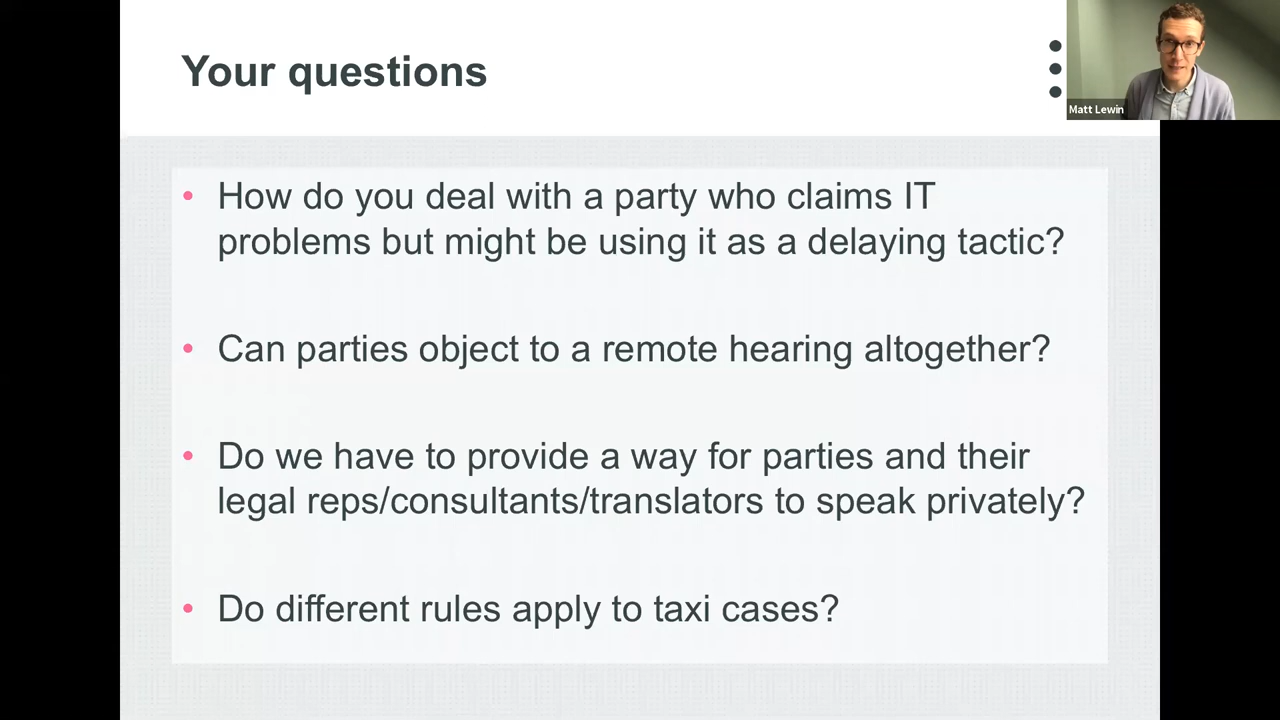 Your questions
Matt Lewin
• How do you deal with a party who claims IT
problems but might be using it as a delaying tactic?
• Can parties object to a remote hearing altogether?
• Do we have to provide a way for parties and their
legal reps/consultants/translators to speak privately?
• Do different rules apply to taxi cases?